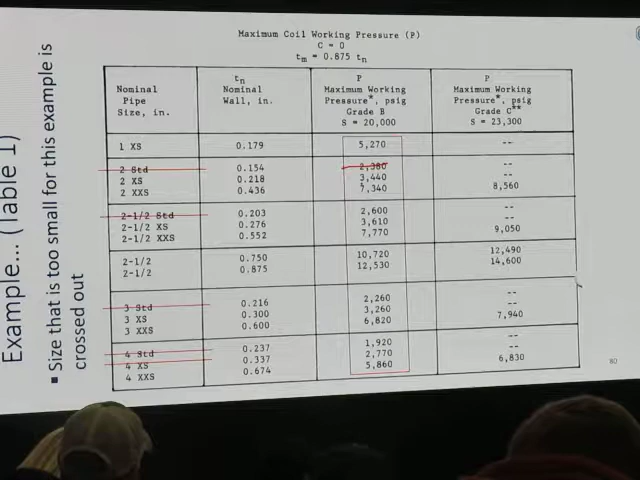 Example... (Table 1)
▪ Size that is too small for this example is
crossed out
Maximum Coil Working Pressure (P)
C = 0
tm = 0.875 tn
Nominal Pipe Size, in. | tn Nominal Wall, in. | P Maximum Working Pressure*, psig Grade B S = 20,000 | P Maximum Working Pressure*, psig Grade C** S = 23,300
1 XS 0.179 5,270 --
2 Std 0.154 2,380 --
2 XS 0.218 3,440 --
2 XXS 0.436 7,340 8,560
2-1/2 Std 0.203 2,600 --
2-1/2 XS 0.276 3,610 --
2-1/2 XXS 0.552 7,770 9,050
2-1/2 0.750 10,720 12,490
2-1/2 0.875 12,530 14,600
3 Std 0.216 2,260 --
3 XS 0.300 3,260 --
3 XXS 0.600 6,820 7,940
4 Std 0.237 1,920 --
4 XS 0.337 2,770 --
4 XXS 0.674 5,860 6,830